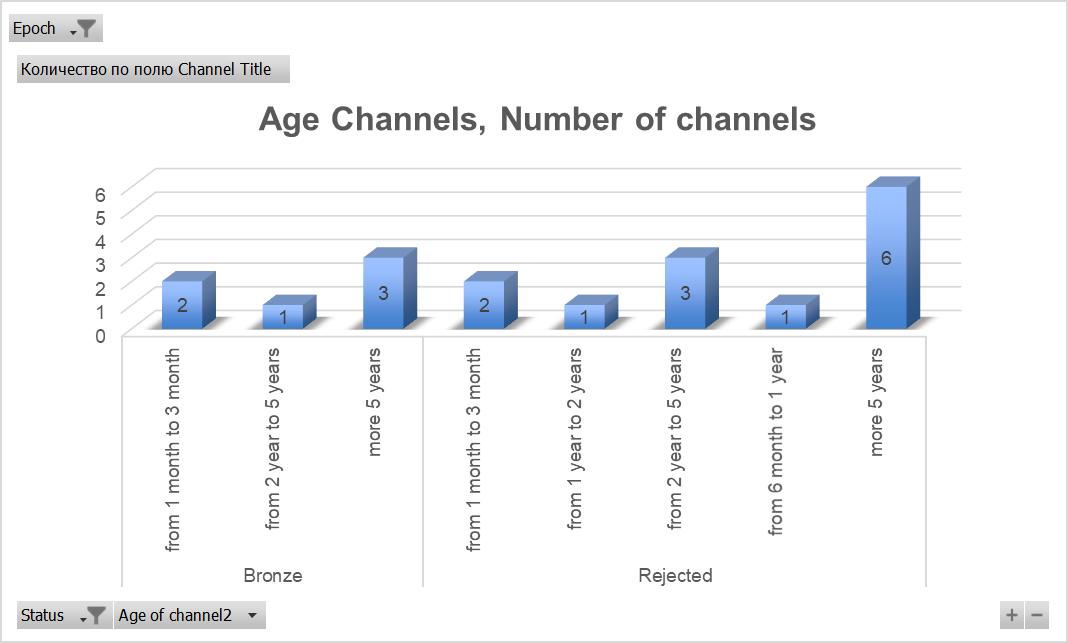 Epoch
Количество по полю Channel Title
Age Channels, Number of channels
6
5
4
3
2
1
0
2
1
3
2
1
3
1
6
from 1 month to 3 month
from 2 year to 5 years
more 5 years
from 1 month to 3 month
from 1 year to 2 years
from 2 year to 5 years
from 6 month to 1 year
more 5 years
Bronze
Rejected
Status
Age of channel2
+
−